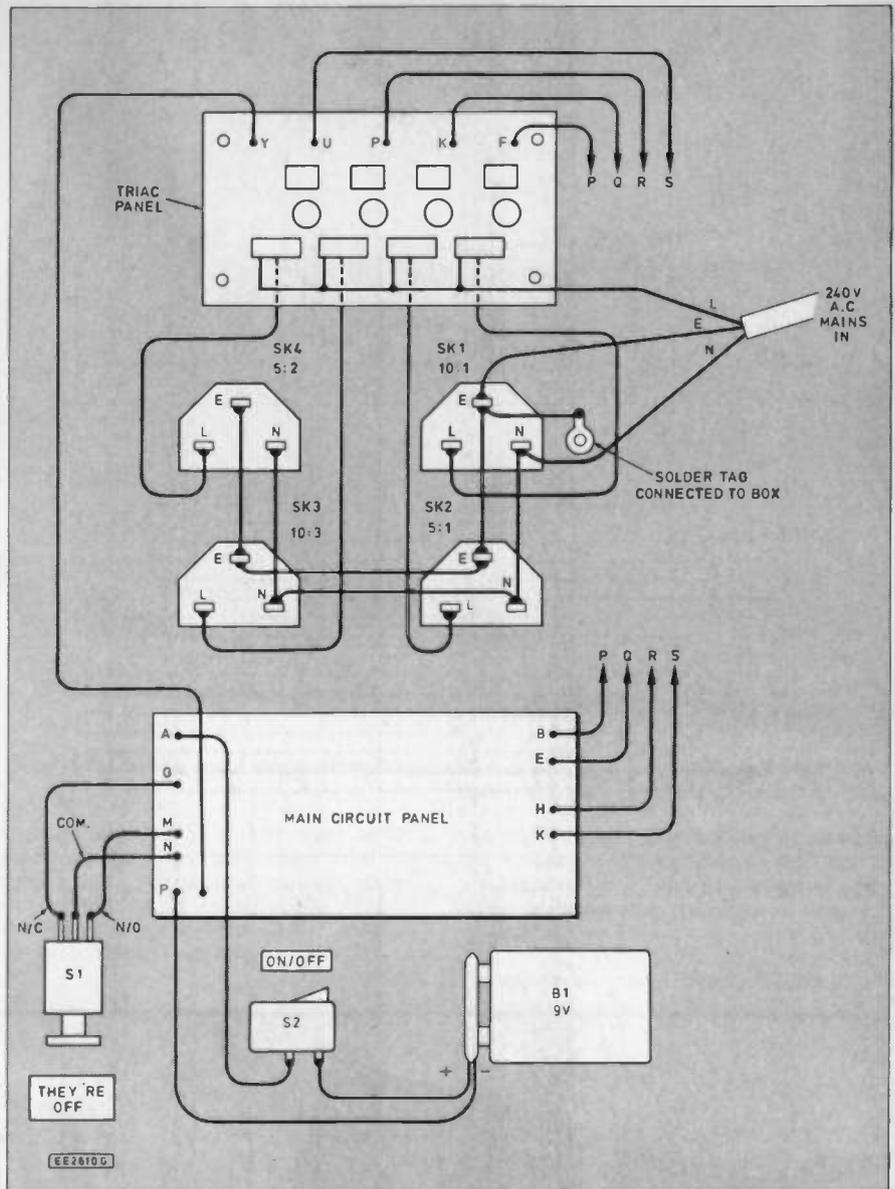 Y U P K F
TRIAC
PANEL
P Q R S
L
E
N
240V
A.C
MAINS
IN
SK4
5:2
SK1
10:1
E
L N
E
L N
SOLDER TAG
CONNECTED TO BOX
SK3
10:3
SK2
5:1
E
L N
E
L N
P Q R S
A
G
M
N
P
COM.
MAIN CIRCUIT PANEL
B
E
H
K
N/C
N/O
S1
ON/OFF
S2
B1
9V
+ -
THEY'RE
OFF
EE2610G